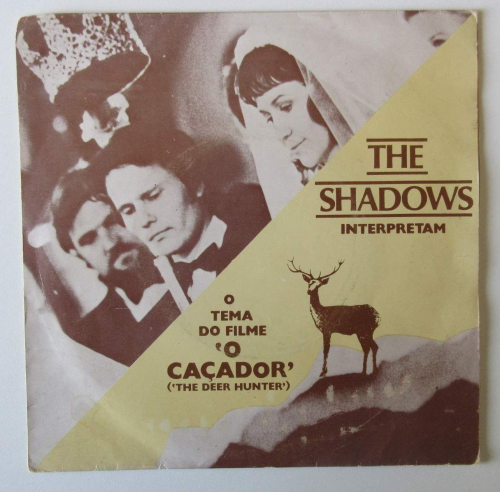 THE
SHADOWS
INTERPRETAM
O
TEMA
DO FILME
'O
CAÇADOR'
('THE DEER HUNTER')